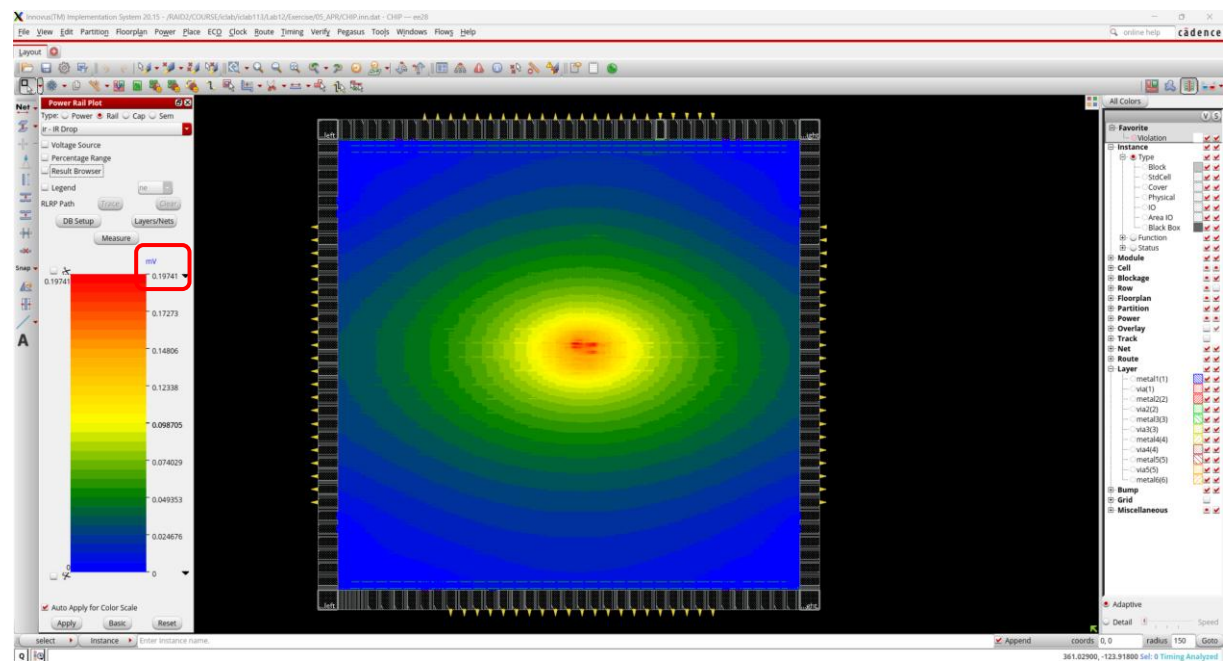 Innovus(TM) Implementation System 20.15 - /RAID2/COURSE/iclab/iclab113/Lab12/Exercise/05_APR/CHIP.inn.dat - CHIP --- ee28
File View Edit Partition Floorplan Power Place ECO Clock Route Timing Verify Pegasus Tools Windows Flows Help
online help cādence
Layout
Net
Power Rail Plot
All Colors
Type: Power Rail Cap Sem
V S
ir - IR Drop
Favorite
Violation
Voltage Source
Instance
Percentage Range
Type
Result Browser
Block
StdCell
Legend
Cover
RLRP Path Trace Clear
Physical
IO
DB Setup Layers/Nets
Area IO
Black Box
Measure
Function
Status
mV
Module
Snap
0.19741
Cell
0.19741
Blockage
Row
0.17273
Floorplan
Partition
Power
A
0.14806
Overlay
Track
Net
0.12338
Route
Layer
metal1(1)
via(1)
0.098705
metal2(2)
via2(2)
metal3(3)
0.074029
via3(3)
metal4(4)
via4(4)
0.049353
metal5(5)
via5(5)
metal6(6)
0.024676
Bump
Grid
Miscellaneous
0
0
Auto Apply for Color Scale
Adaptive
Apply Basic Reset
Detail Speed
select Instance Enter instance name.
Append coords 0, 0 radius 150 Goto
Q
361.02900, -123.91800 Sel: 0 Timing Analyzed